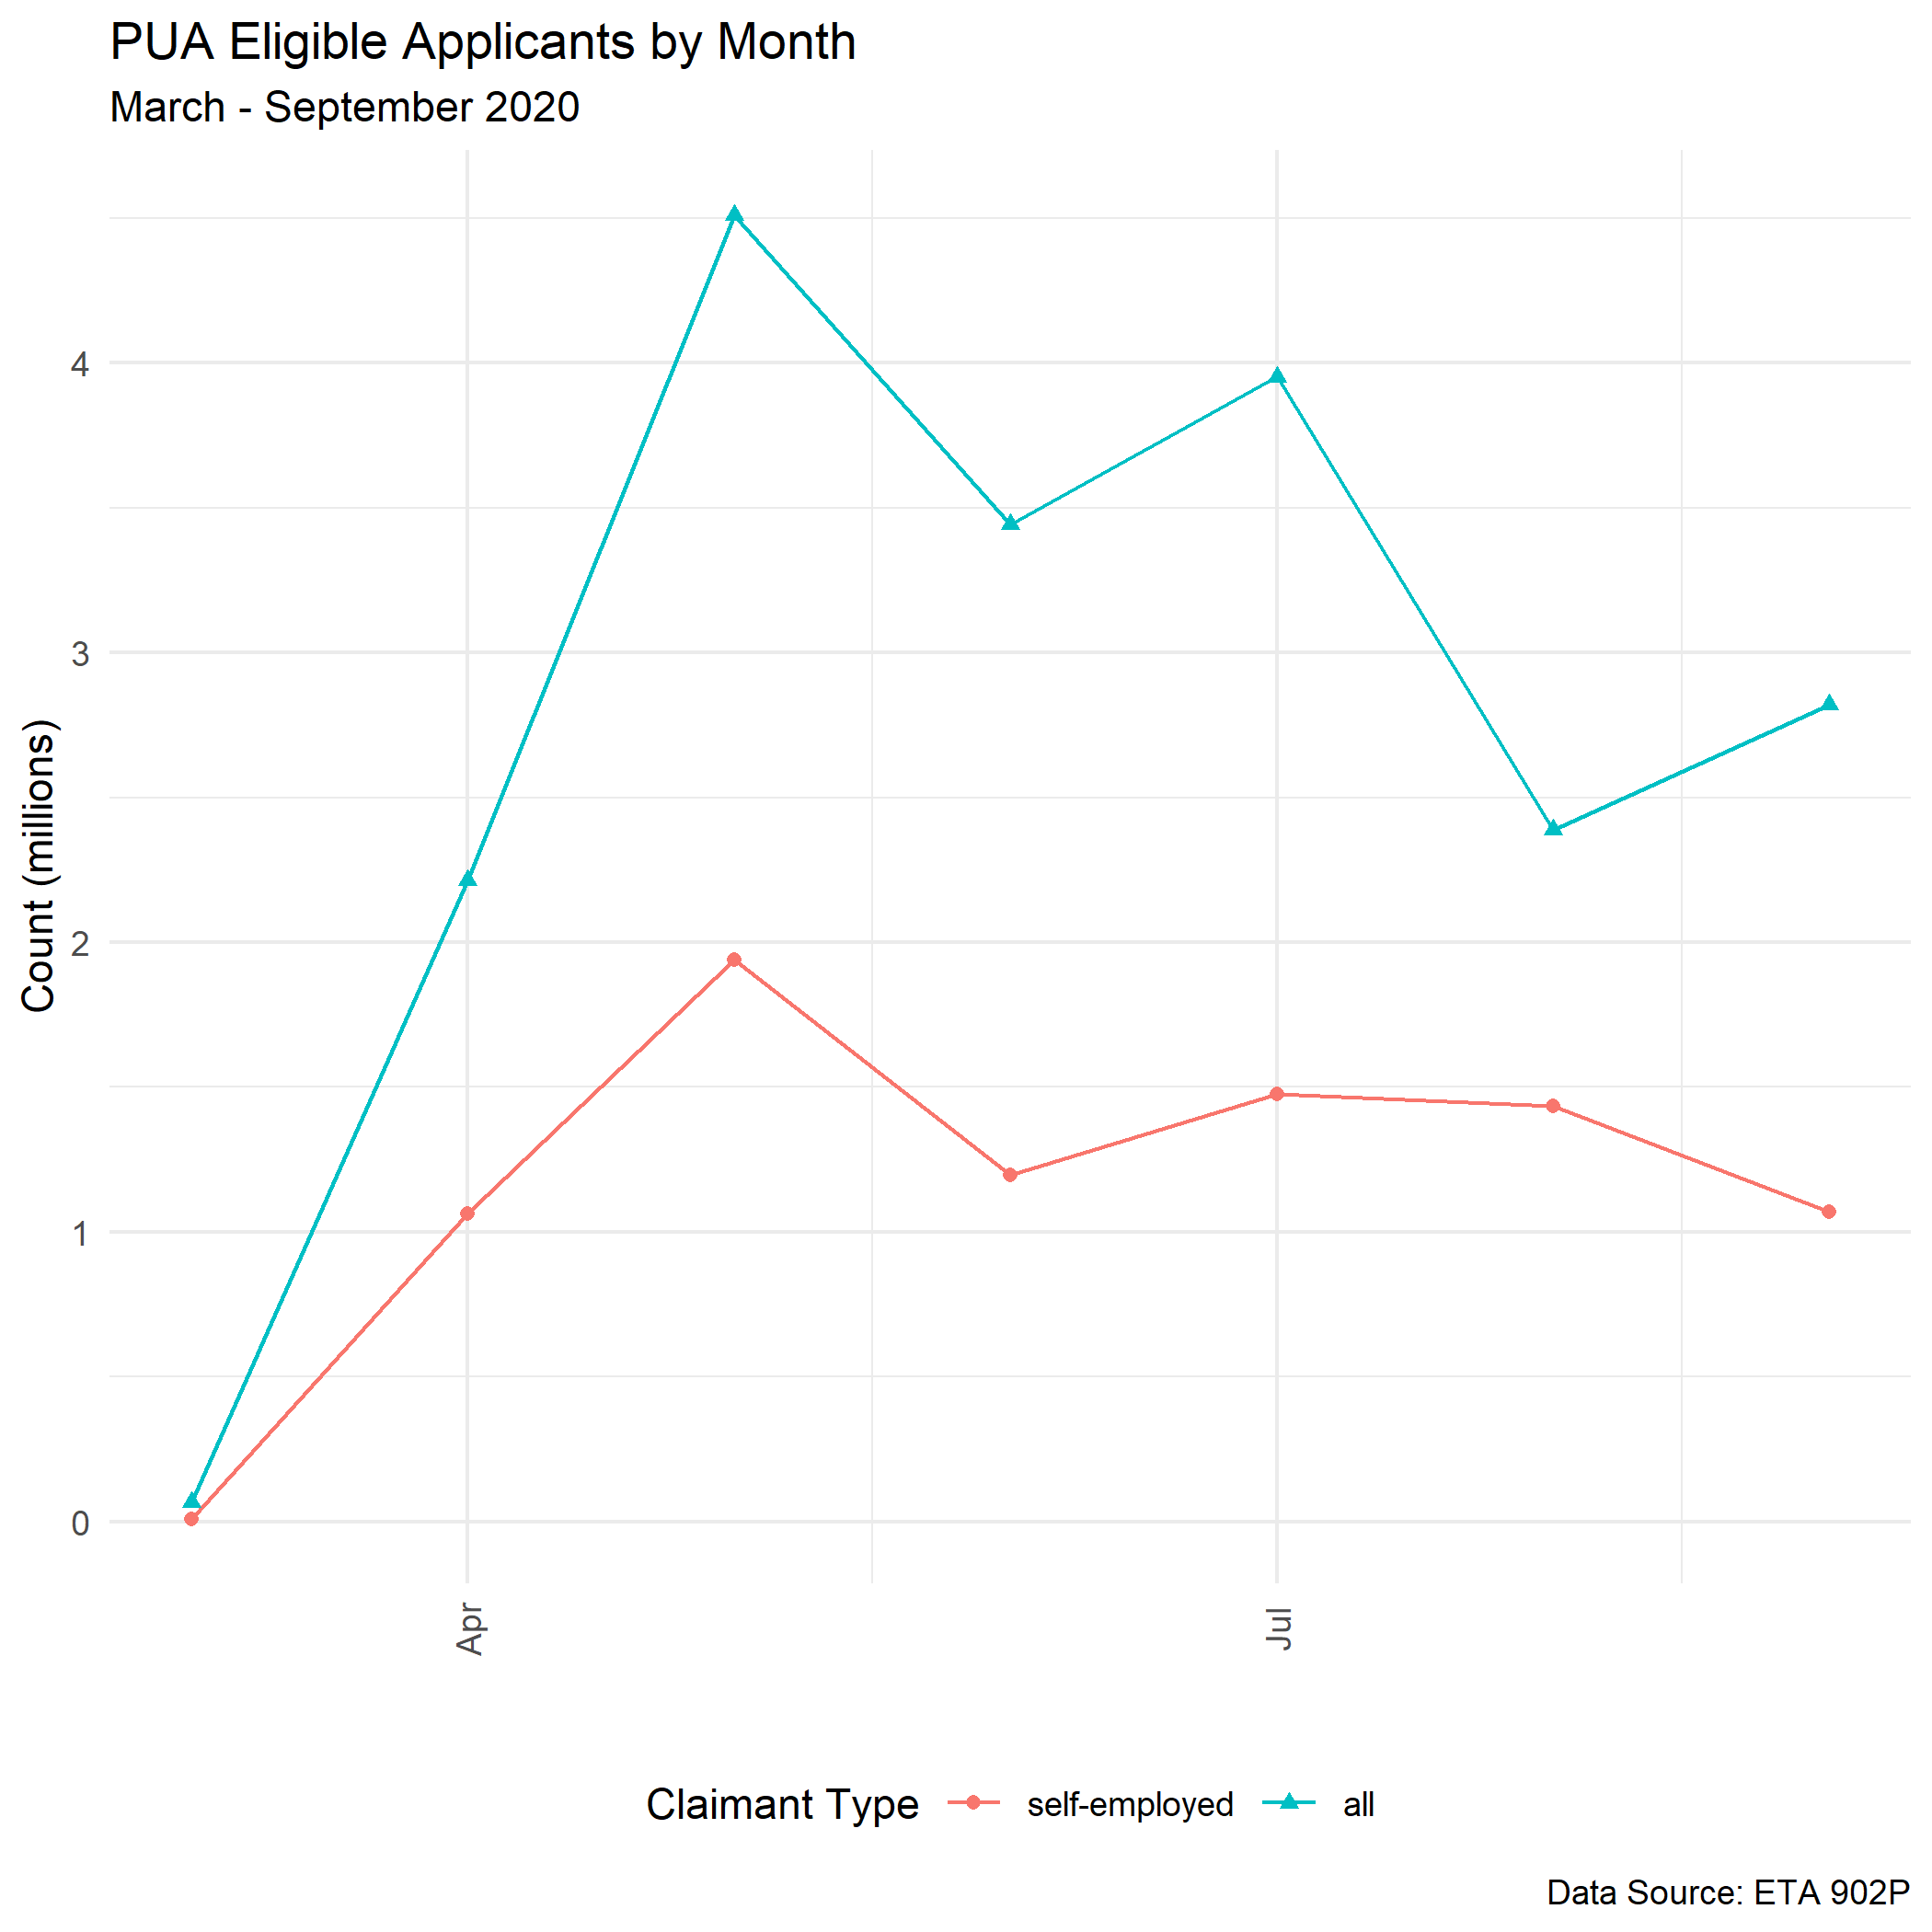 PUA Eligible Applicants by Month
March - September 2020
Count (millions)
4
3
2
1
0
Apr
Jul
Claimant Type
self-employed
all
Data Source: ETA 902P